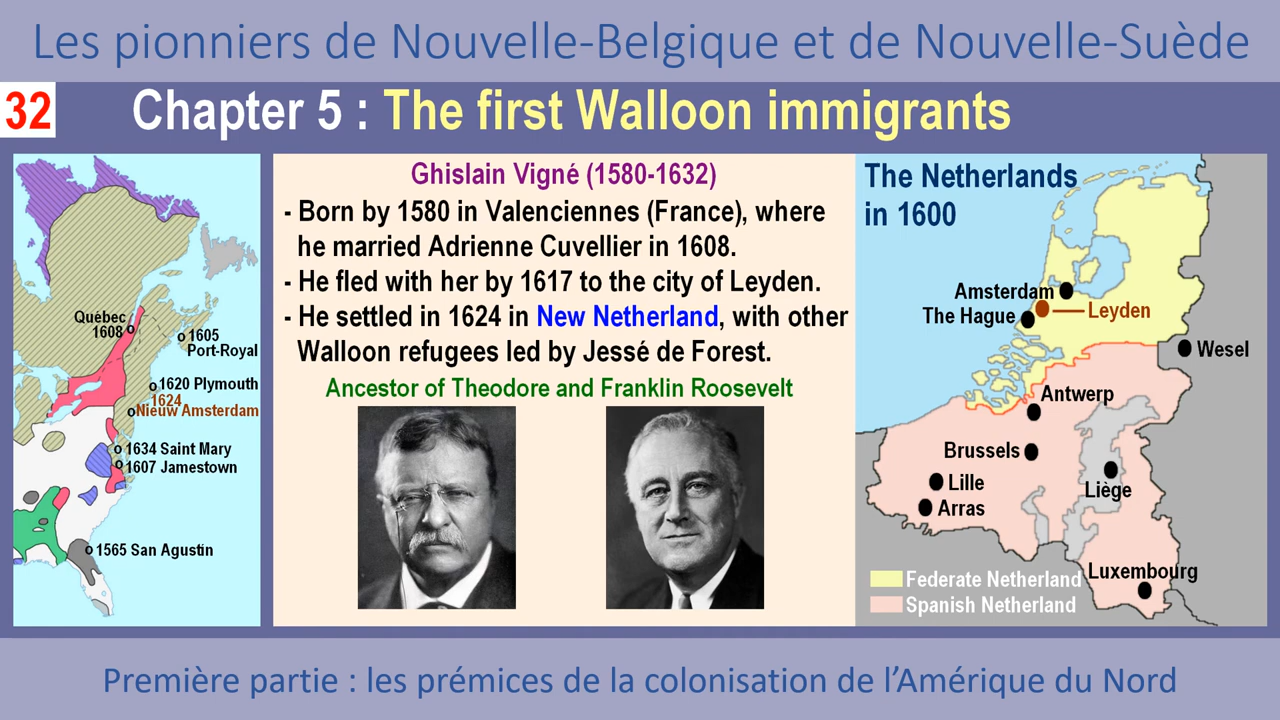 Les pionniers de Nouvelle-Belgique et de Nouvelle-Suède
32
Chapter 5 : The first Walloon immigrants
Québec
1608
1605
Port-Royal
1620 Plymouth
1624
Nieuw Amsterdam
1634 Saint Mary
1607 Jamestown
1565 San Agustin
Ghislain Vigné (1580-1632)
- Born by 1580 in Valenciennes (France), where
he married Adrienne Cuvellier in 1608.
- He fled with her by 1617 to the city of Leyden.
- He settled in 1624 in New Netherland, with other
Walloon refugees led by Jessé de Forest.
Ancestor of Theodore and Franklin Roosevelt
The Netherlands
in 1600
Amsterdam
Leyden
The Hague
Wesel
Antwerp
Brussels
Lille
Liège
Arras
Luxembourg
Federate Netherland
Spanish Netherland
Première partie : les prémices de la colonisation de l’Amérique du Nord